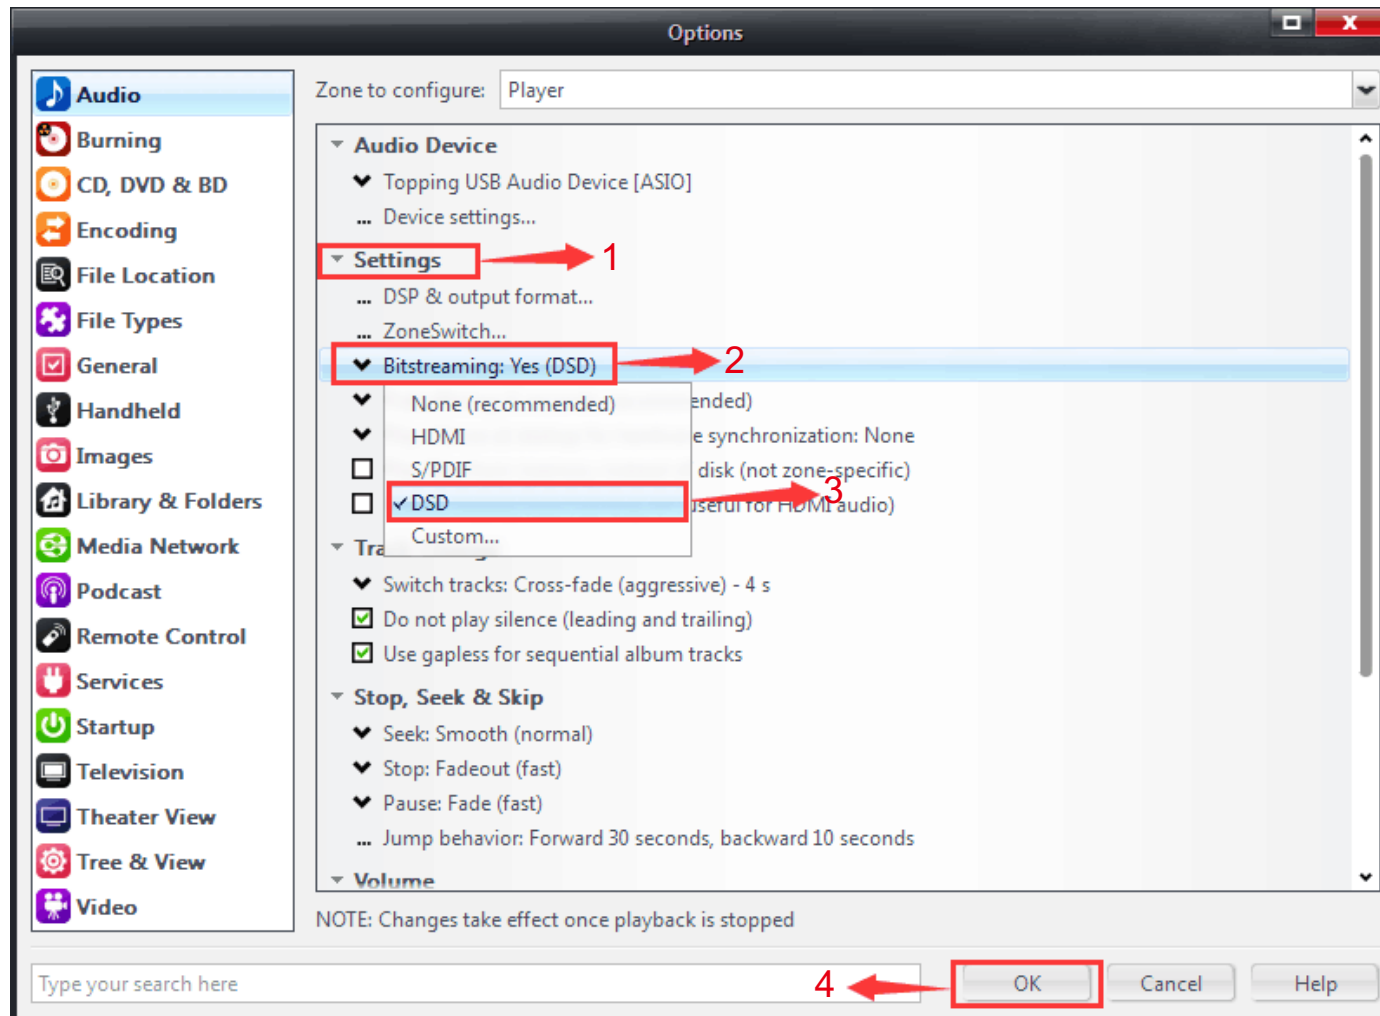 Options
X
Audio
Burning
CD, DVD & BD
Encoding
File Location
File Types
General
Handheld
Images
Library & Folders
Media Network
Podcast
Remote Control
Services
Startup
Television
Theater View
Tree & View
Video
Zone to configure: Player
Audio Device
Topping USB Audio Device [ASIO]
... Device settings...
Settings 1
... DSP & output format...
... ZoneSwitch...
Bitstreaming: Yes (DSD) 2
None (recommended) ended)
HDMI e synchronization: None
S/PDIF disk (not zone-specific)
DSD 3 useful for HDMI audio)
Custom...
Tra
Switch tracks: Cross-fade (aggressive) - 4 s
Do not play silence (leading and trailing)
Use gapless for sequential album tracks
Stop, Seek & Skip
Seek: Smooth (normal)
Stop: Fadeout (fast)
Pause: Fade (fast)
... Jump behavior: Forward 30 seconds, backward 10 seconds
Volume
NOTE: Changes take effect once playback is stopped
Type your search here 4 OK Cancel Help